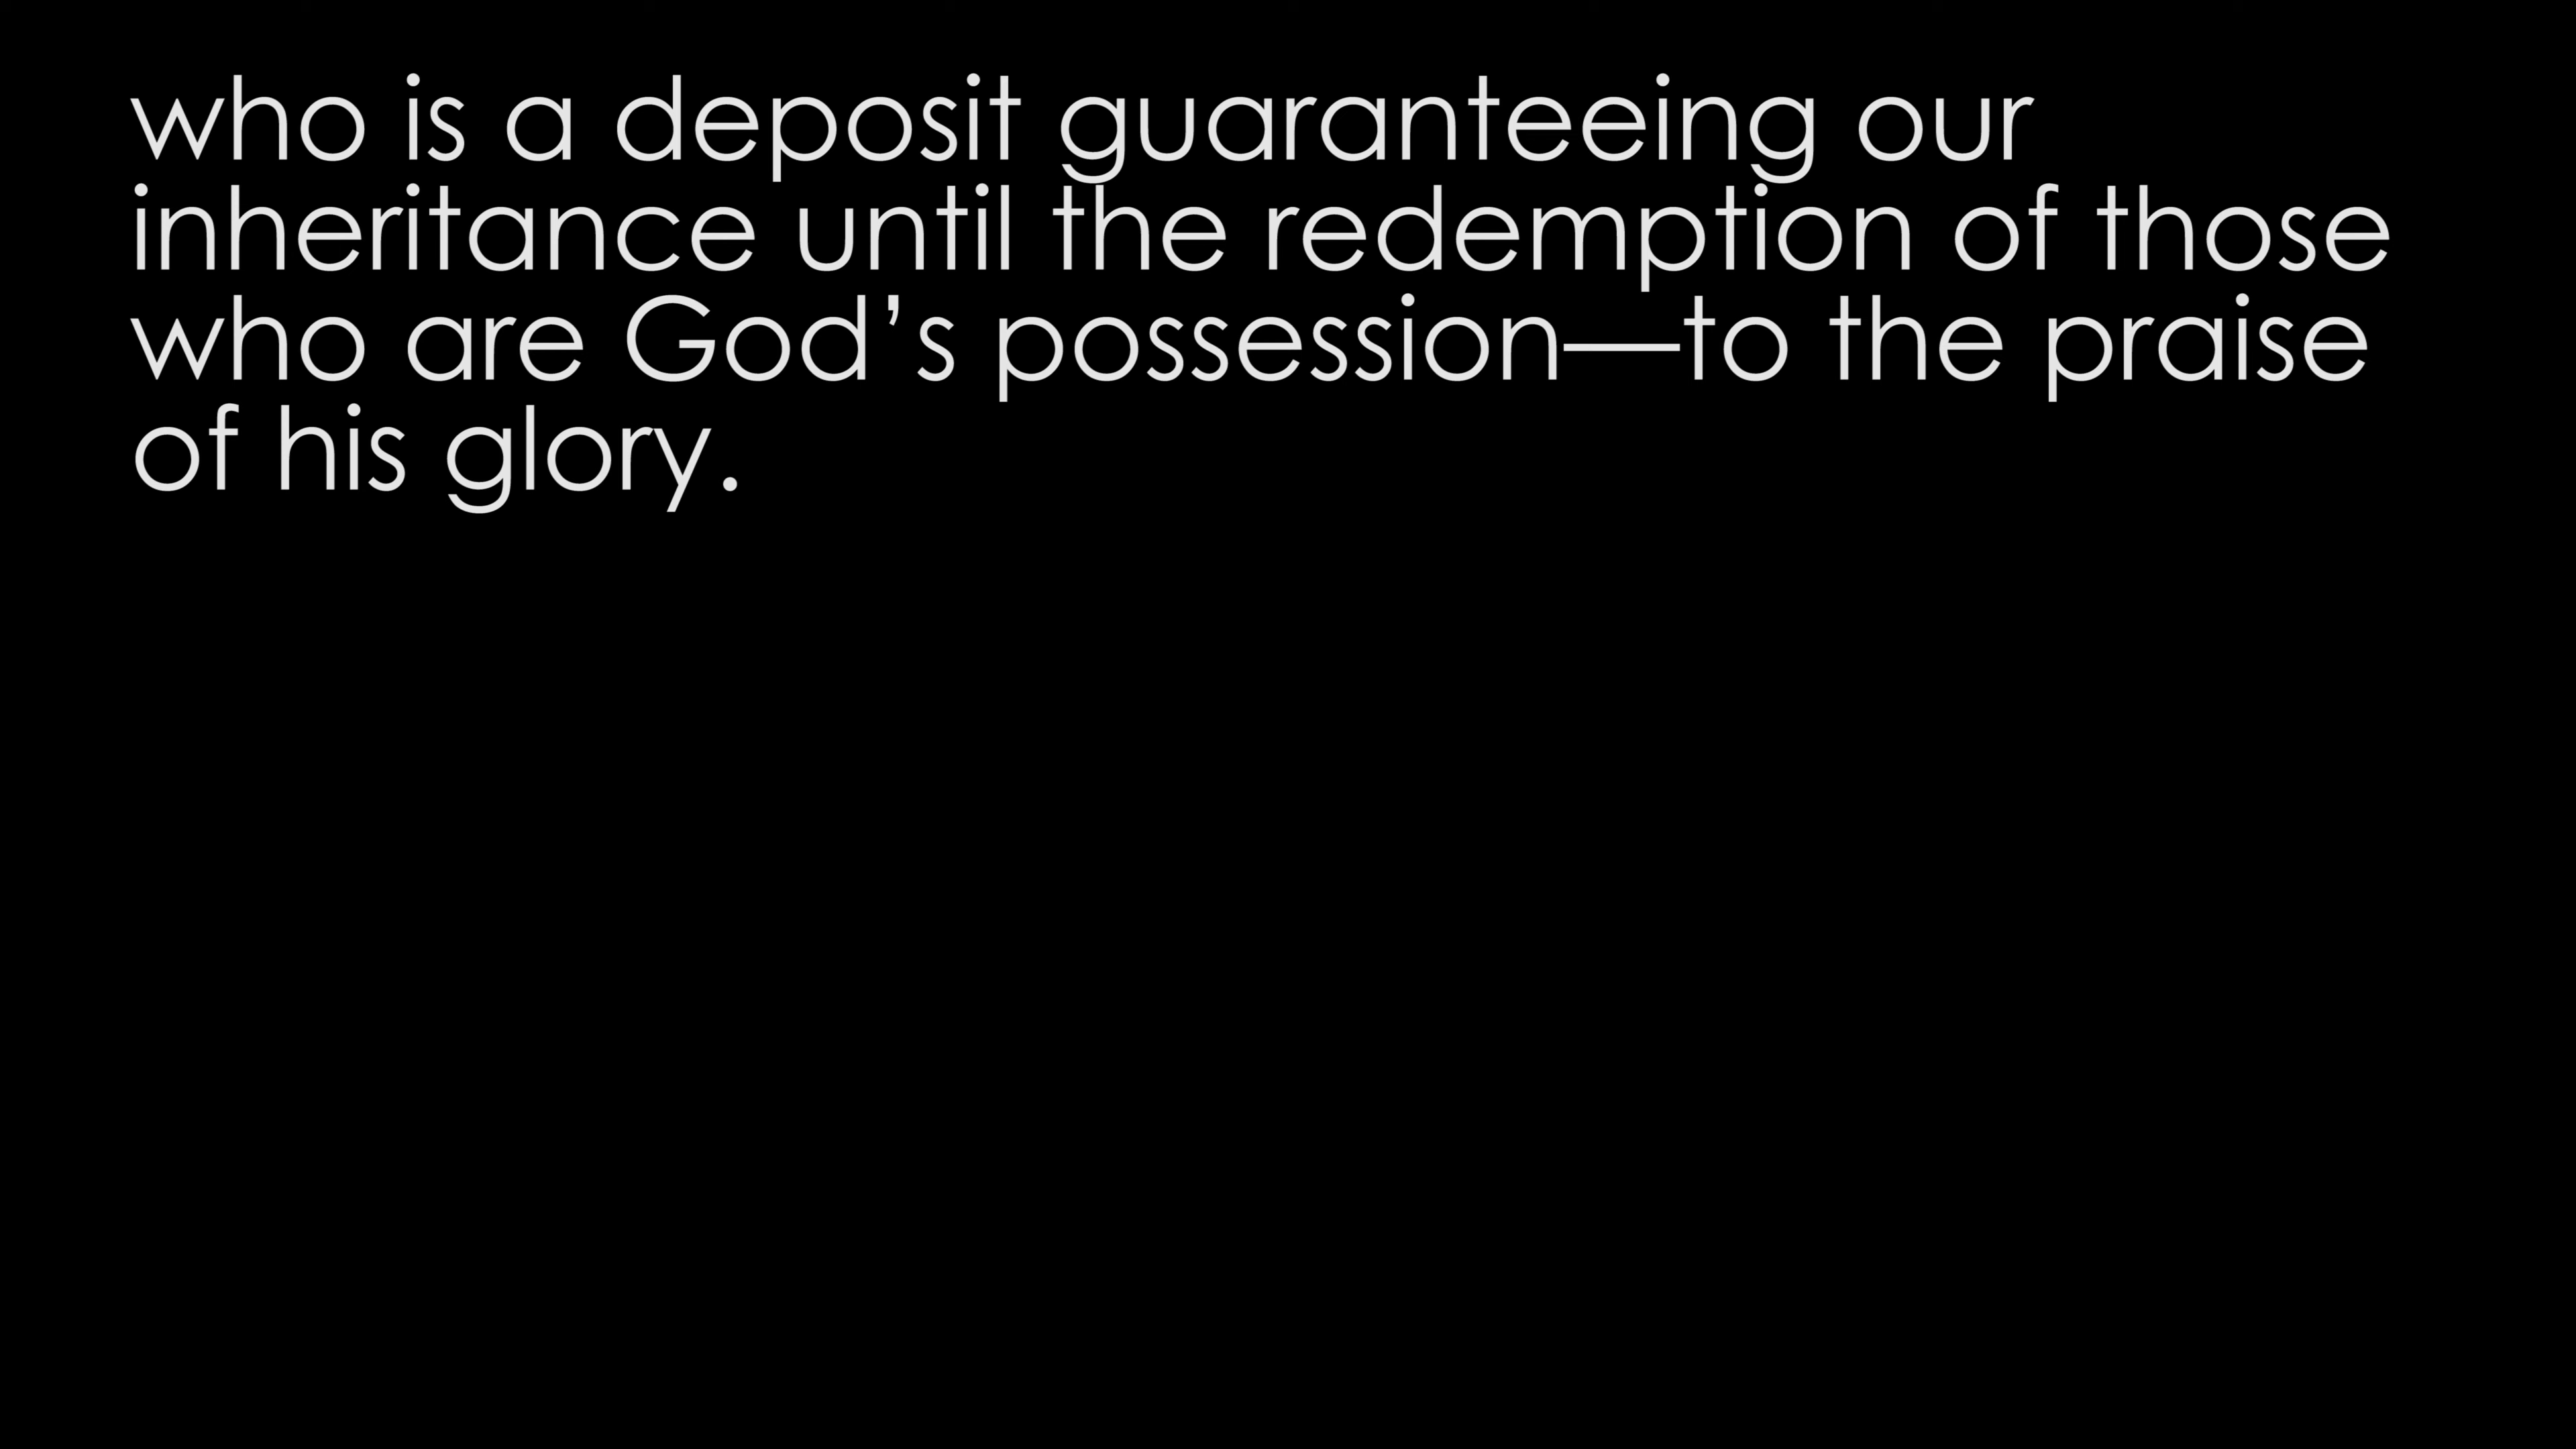 who is a deposit guaranteeing our
inheritance until the redemption of those
who are God’s possession—to the praise
of his glory.